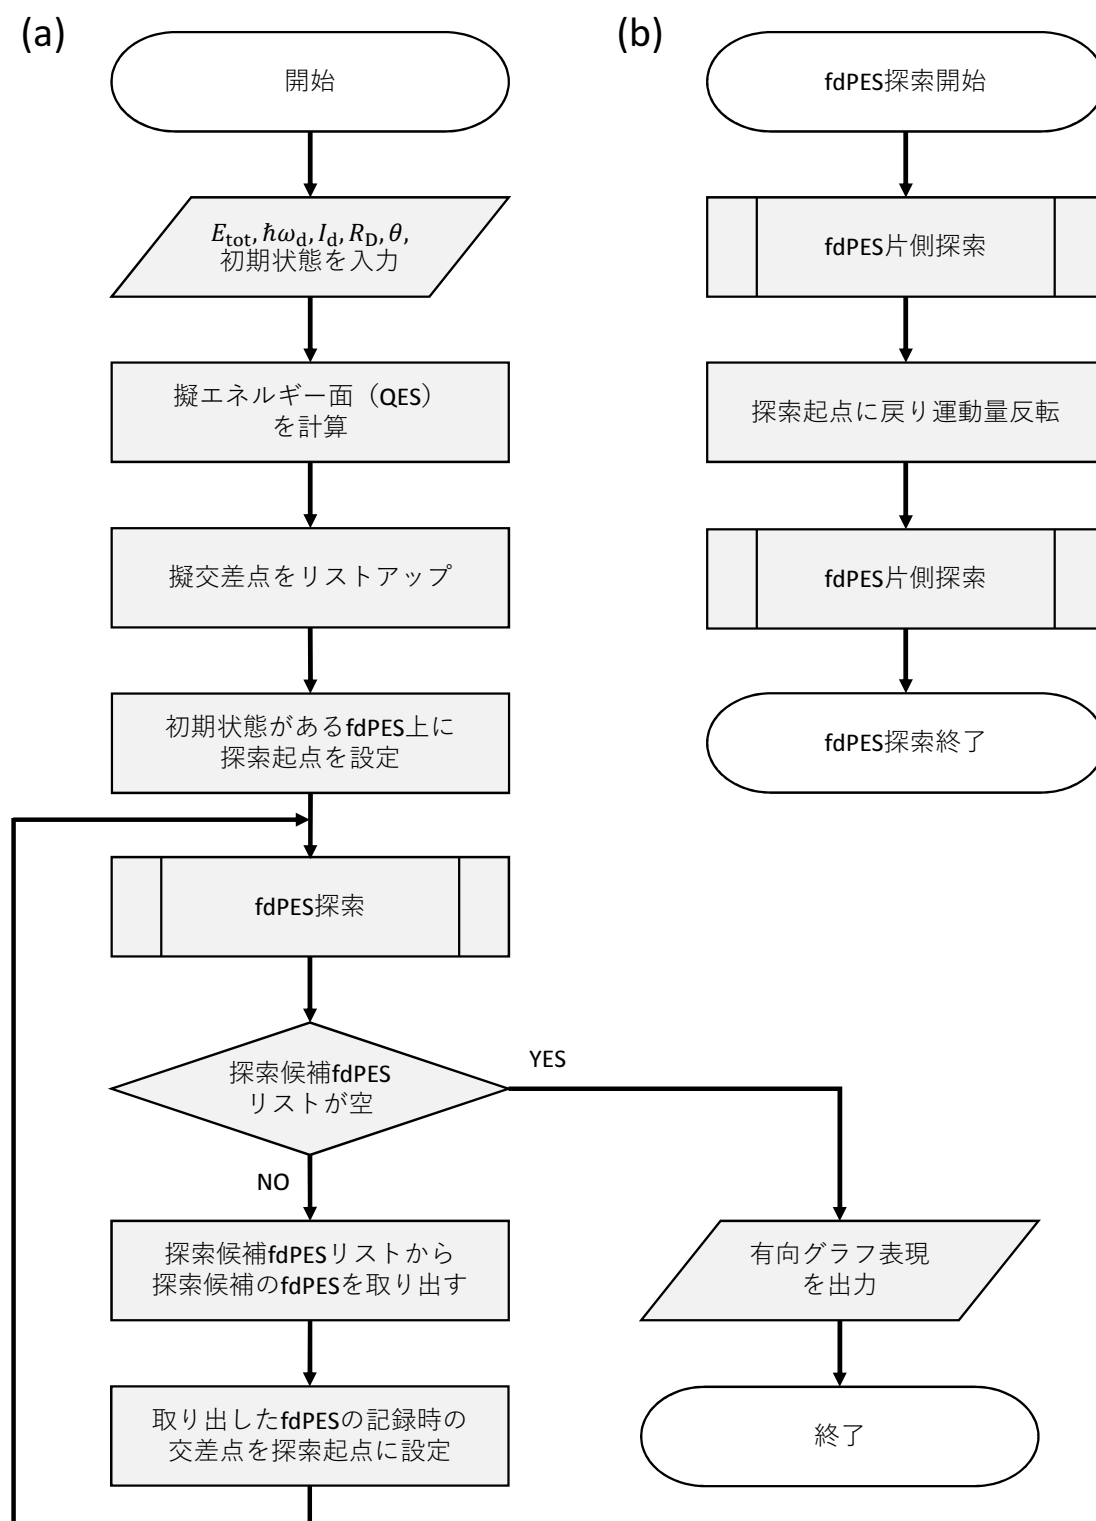 (a)
開始
E_tot, ℏω_d, I_d, R_D, θ,
初期状態を入力
擬エネルギー面（QES）
を計算
擬交差点をリストアップ
初期状態があるfdPES上に
探索起点を設定
fdPES探索
探索候補fdPES
リストが空
YES
NO
探索候補fdPESリストから
探索候補のfdPESを取り出す
取り出したfdPESの記録時の
交差点を探索起点に設定
有向グラフ表現
を出力
終了
(b)
fdPES探索開始
fdPES片側探索
探索起点に戻り運動量反転
fdPES片側探索
fdPES探索終了